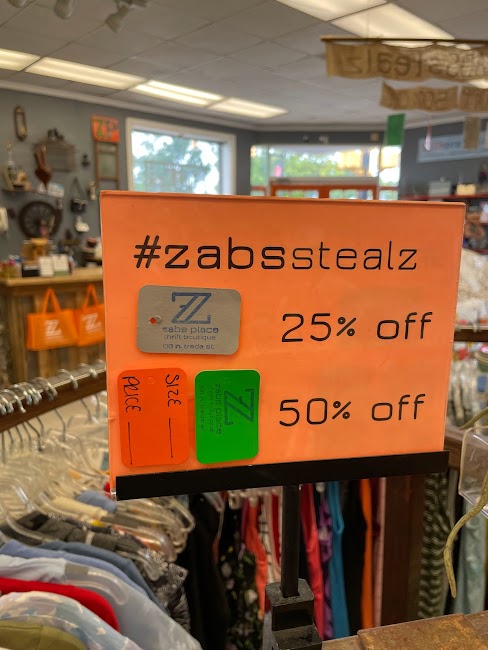 #zabsstealz
zabs place
thrift boutique
25% off
SIZE
PRICE
50% off